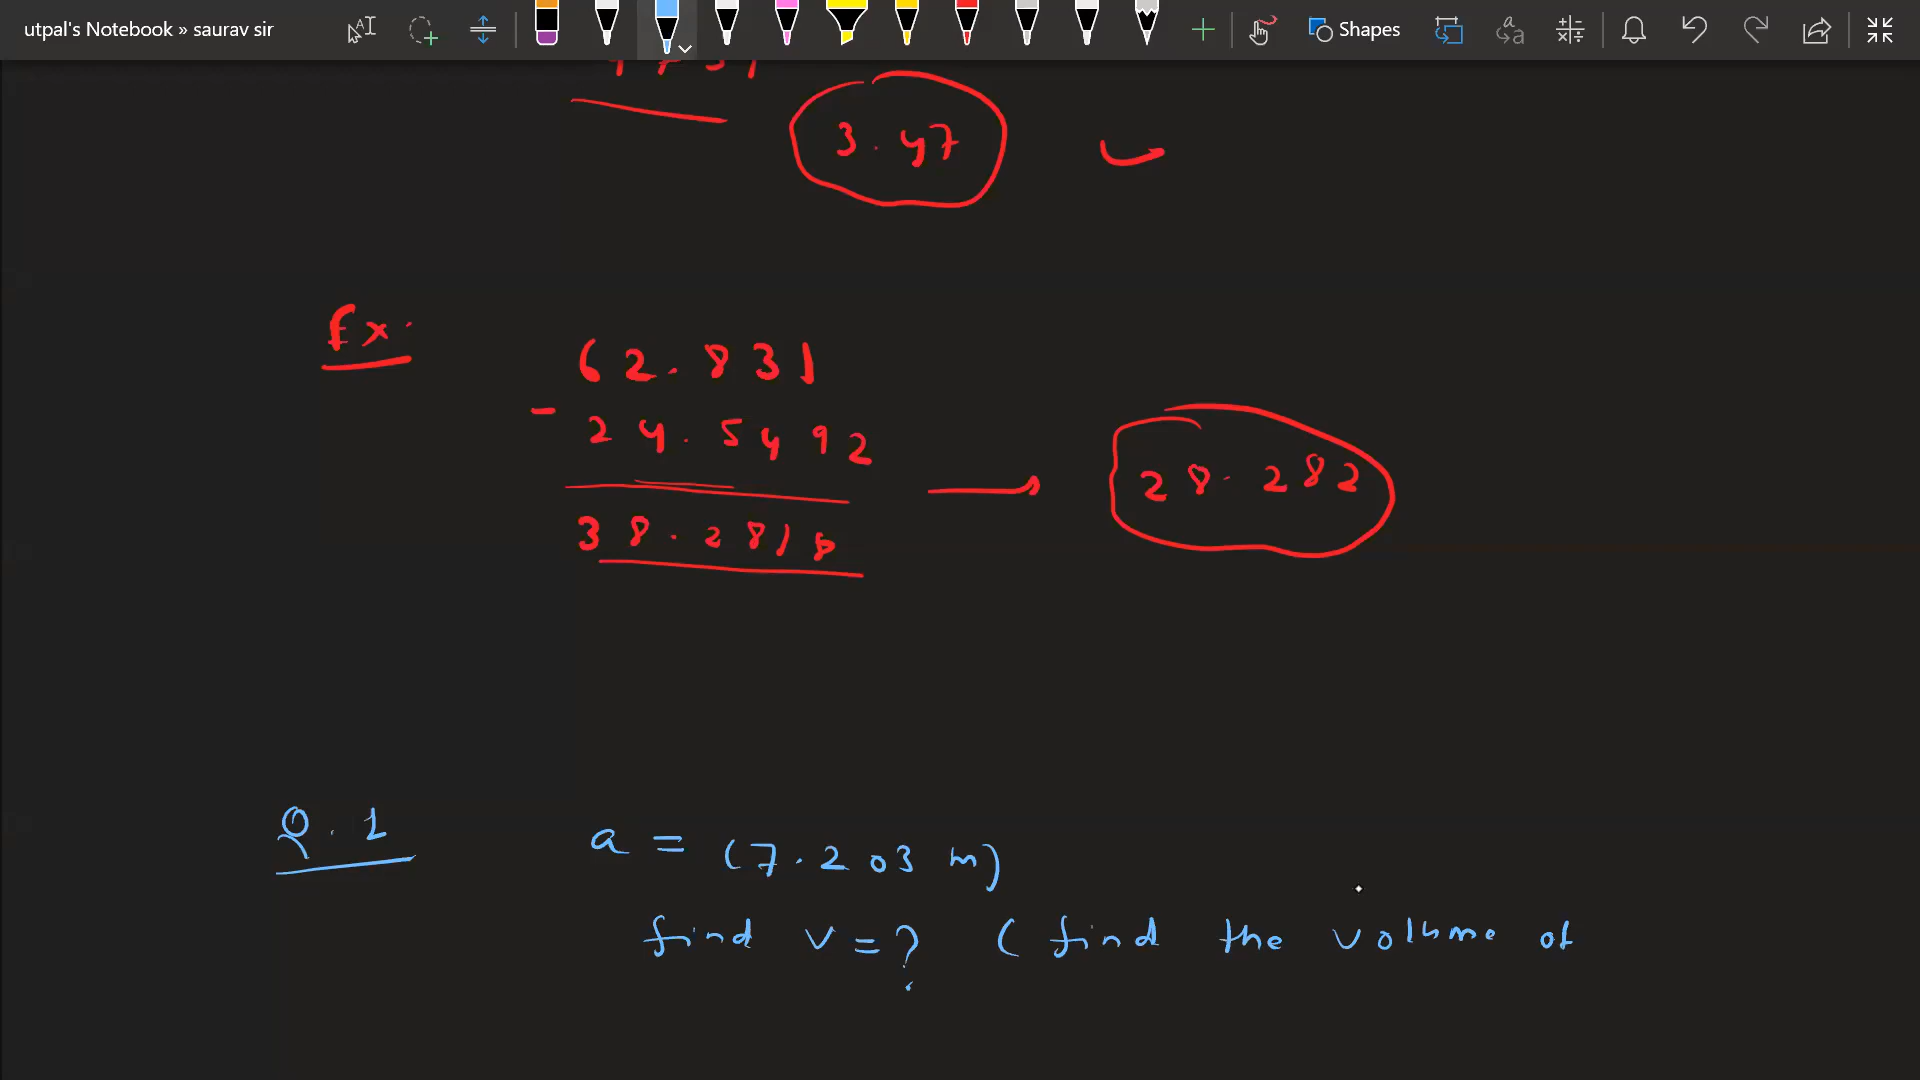 utpal's Notebook » saurav sir
Shapes
3.47
Ex.
62.831
- 24.5492
38.2818
28.282
Q.1 a = (7.203 m)
find v = ? ( find the volume of